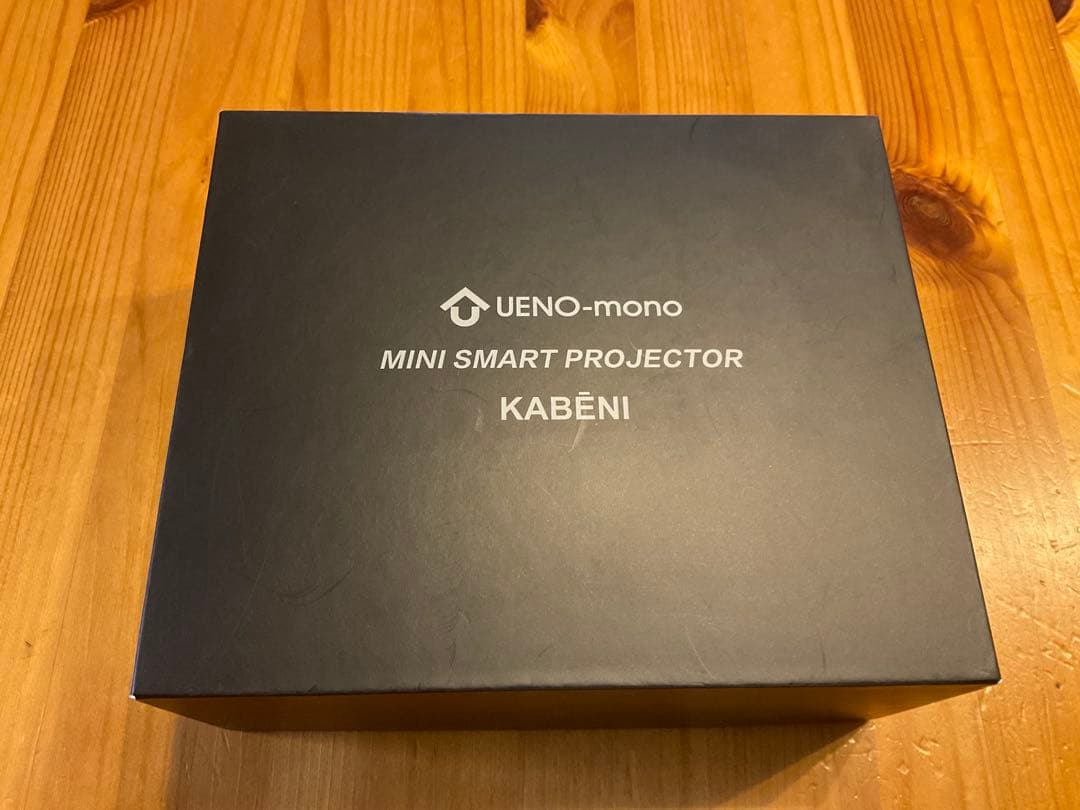 UENO-mono
MINI SMART PROJECTOR
KABĒNI